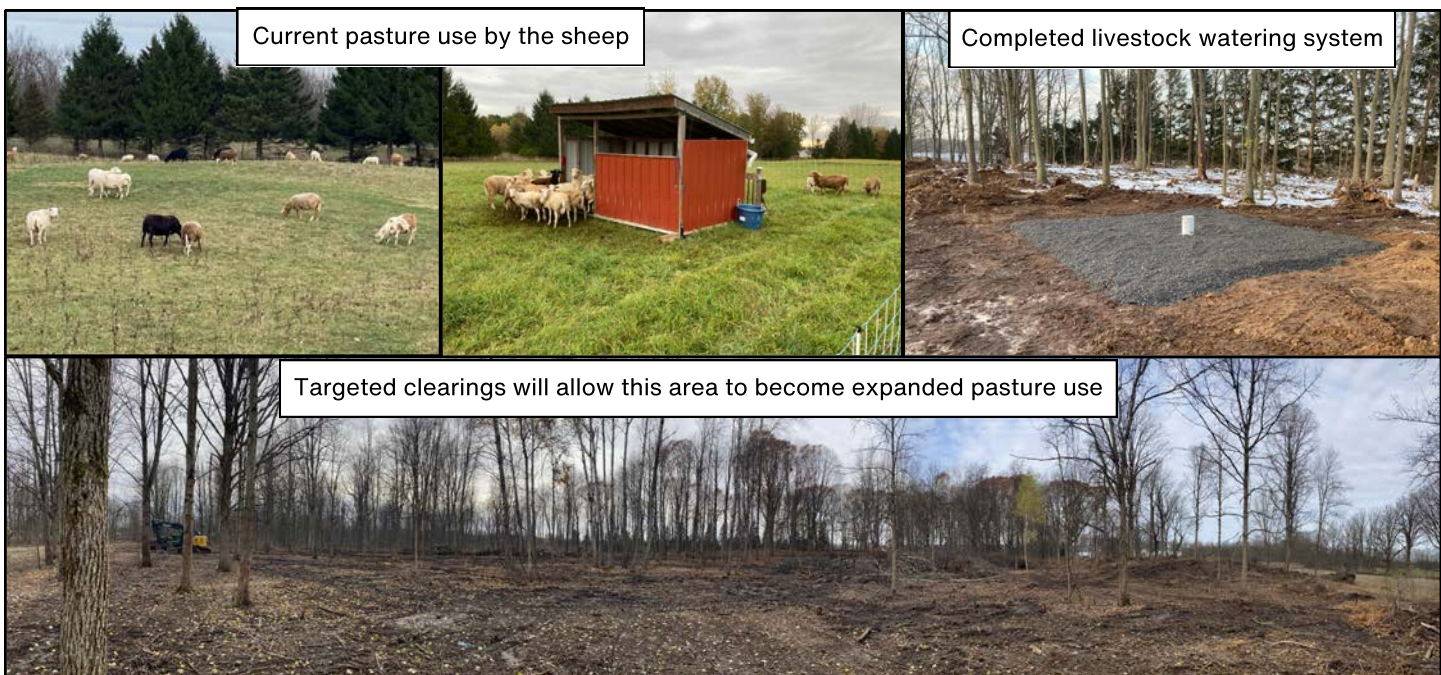 Current pasture use by the sheep
Completed livestock watering system
Targeted clearings will allow this area to become expanded pasture use